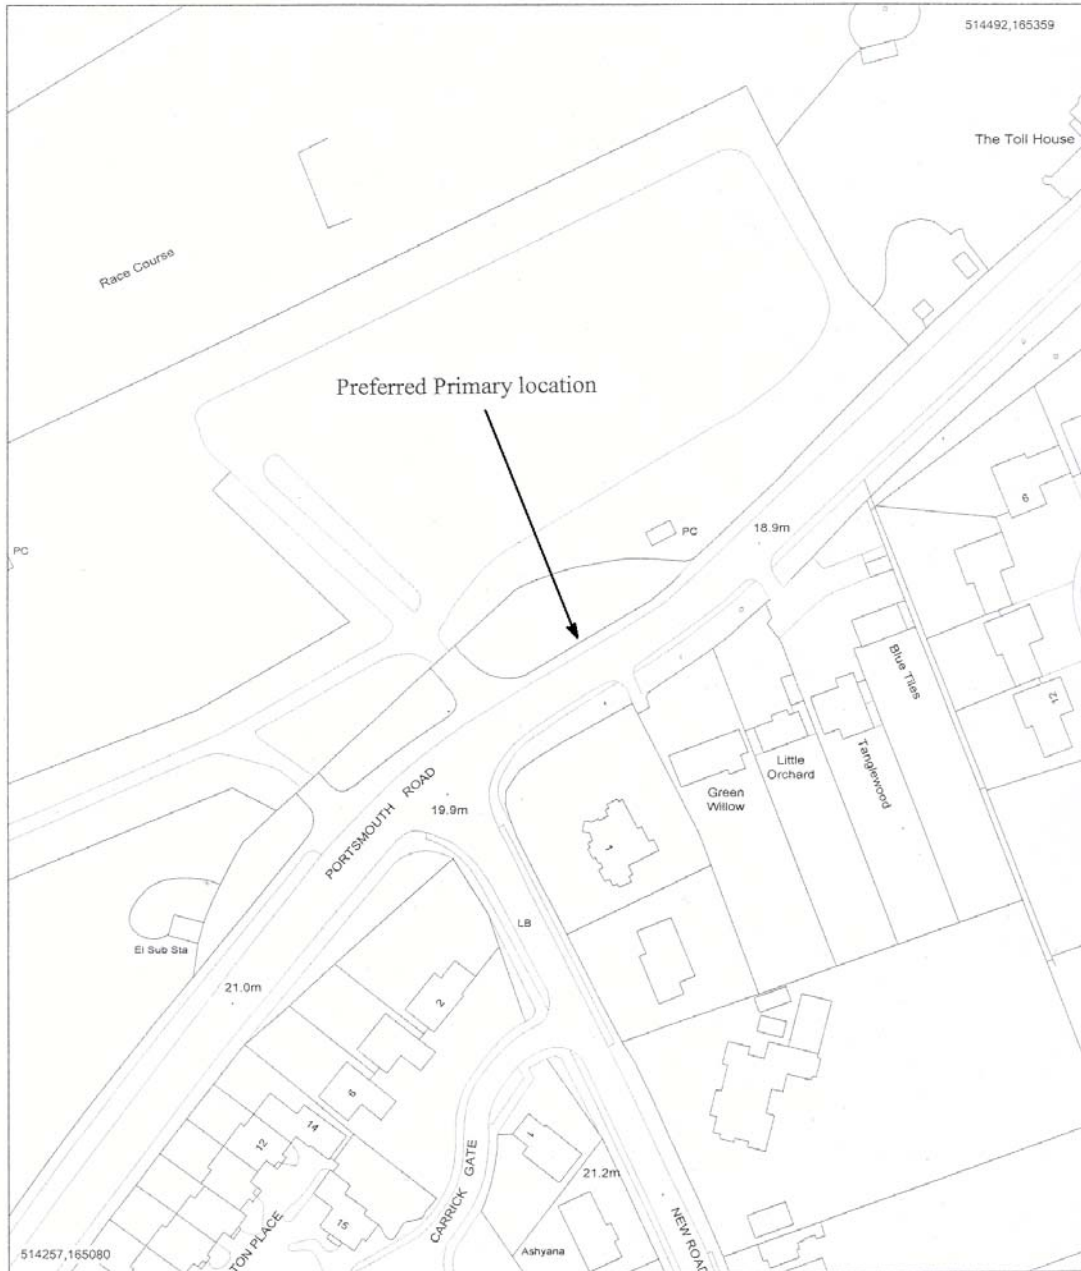 514492,165359
The Toll House
Race Course
Preferred Primary location
9
PC
18.9m
PC
Blue Tiles
12
Little
Orchard
Tanglewood
Green
Willow
PORTSMOUTH ROAD
19.9m
1
LB
El Sub Sta
21.0m
2
6
14
12
1
CARRICK GATE
21.2m
15
NEW ROAD
TON PLACE
Ashyana
514257,165080